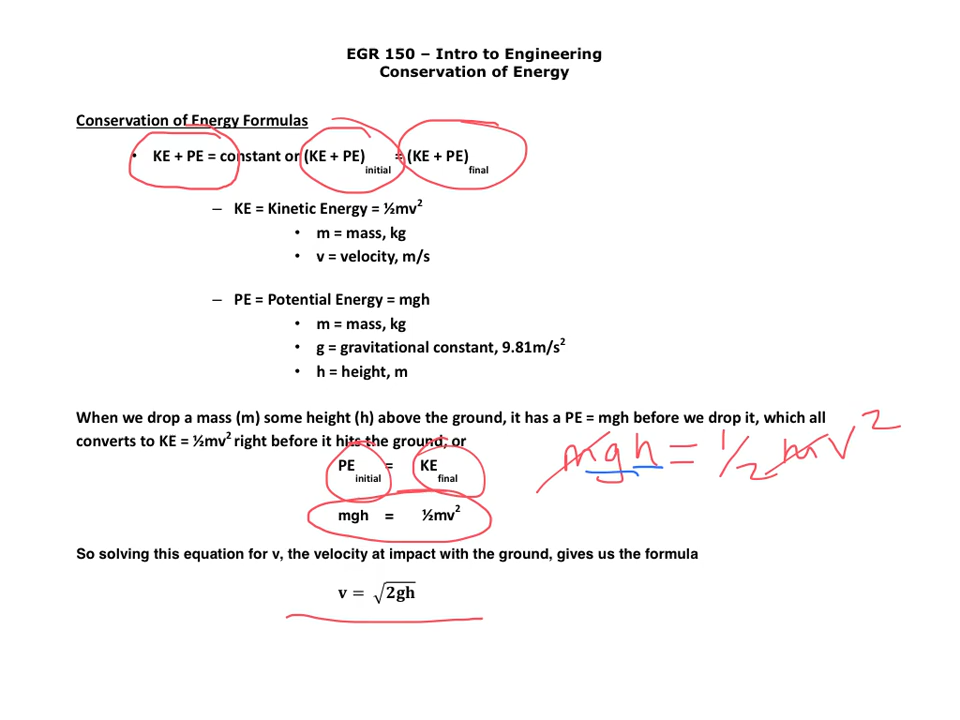 EGR 150 – Intro to Engineering
Conservation of Energy
Conservation of Energy Formulas
• KE + PE = constant or (KE + PE)initial = (KE + PE)final
– KE = Kinetic Energy = ½mv²
• m = mass, kg
• v = velocity, m/s
– PE = Potential Energy = mgh
• m = mass, kg
• g = gravitational constant, 9.81m/s²
• h = height, m
When we drop a mass (m) some height (h) above the ground, it has a PE = mgh before we drop it, which all
converts to KE = ½mv² right before it hits the ground, or
mgh = 1/2 mv²
PEinitial = KEfinal
mgh = ½mv²
So solving this equation for v, the velocity at impact with the ground, gives us the formula
v = √2gh